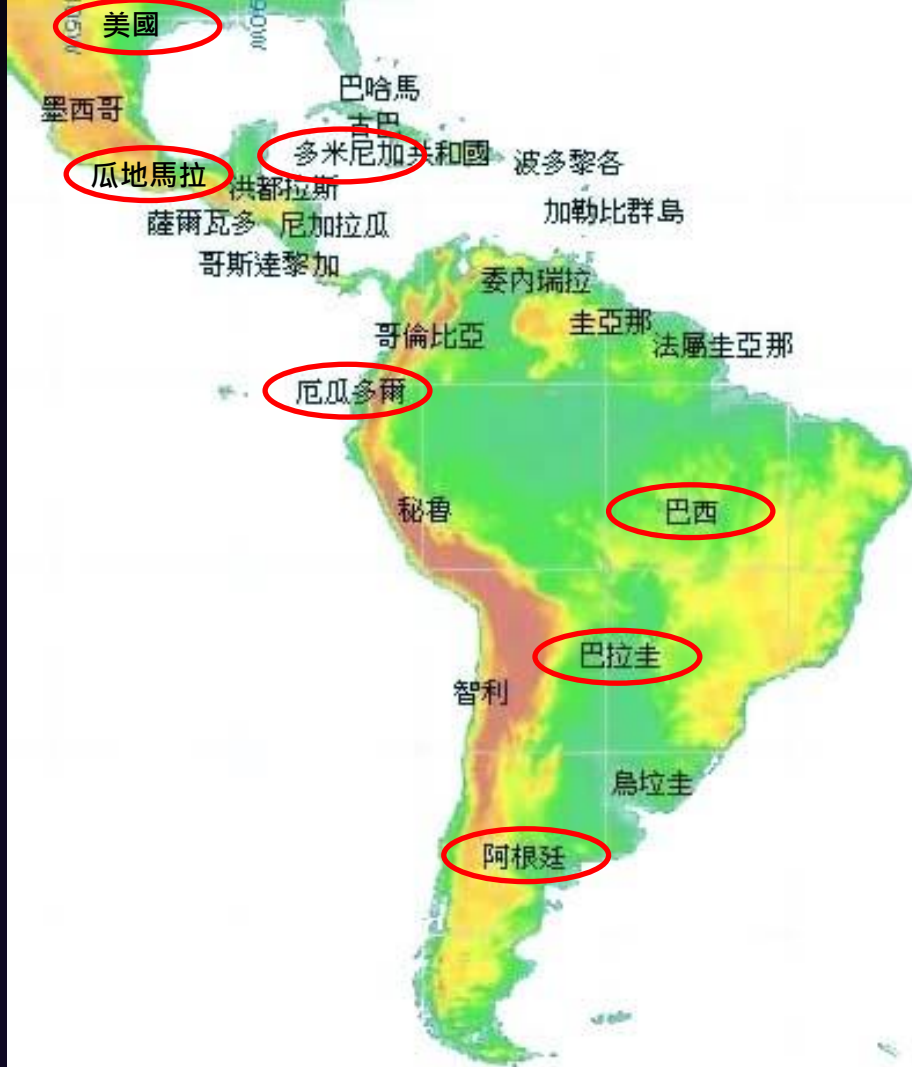 美國
105W
90W
巴哈馬
墨西哥
古巴
多米尼加共和國
波多黎各
瓜地馬拉
洪都拉斯
加勒比群島
薩爾瓦多
尼加拉瓜
哥斯達黎加
委內瑞拉
圭亞那
哥倫比亞
法屬圭亞那
厄瓜多爾
秘魯
巴西
巴拉圭
智利
烏垃圭
阿根廷